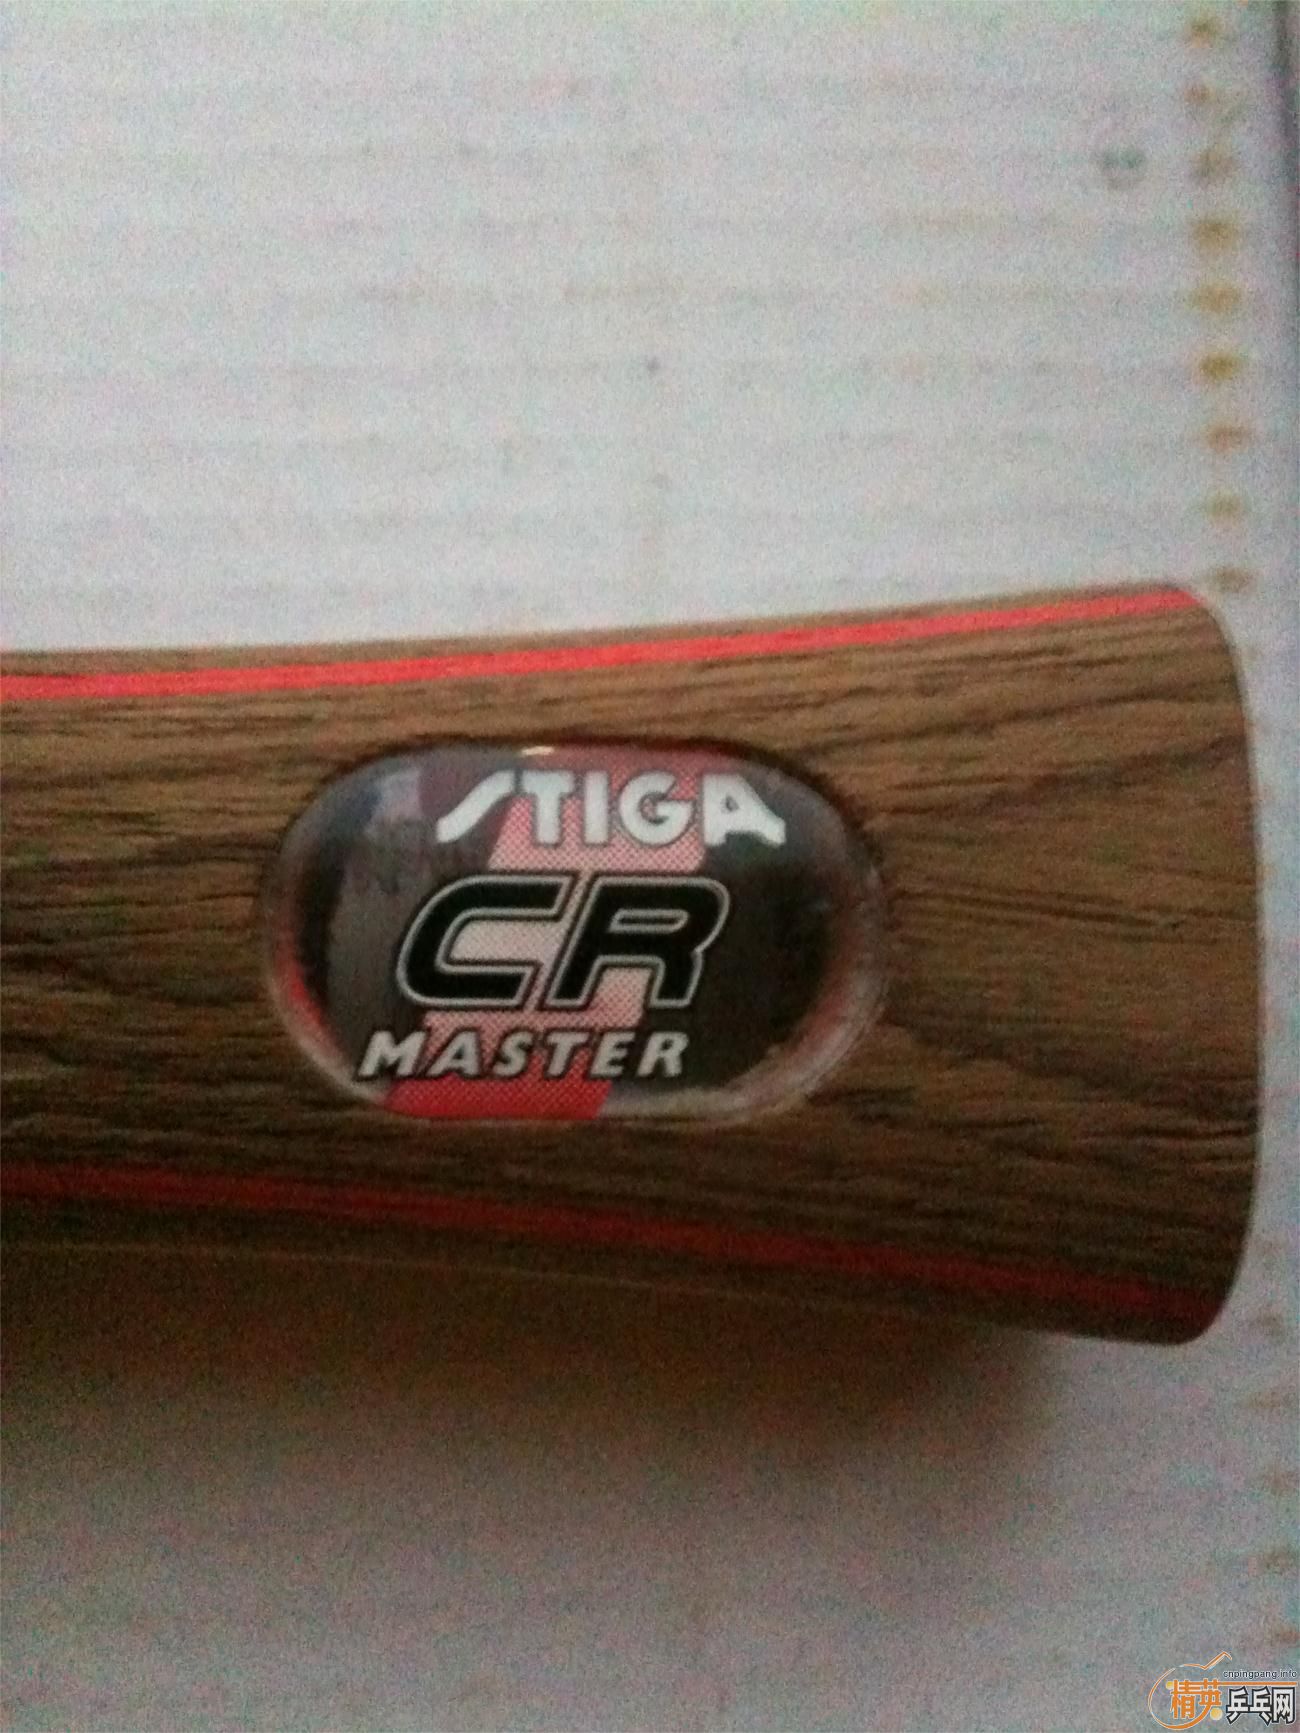 STIGA
CR
MASTER
cnpingpang.info
精英乒乓网